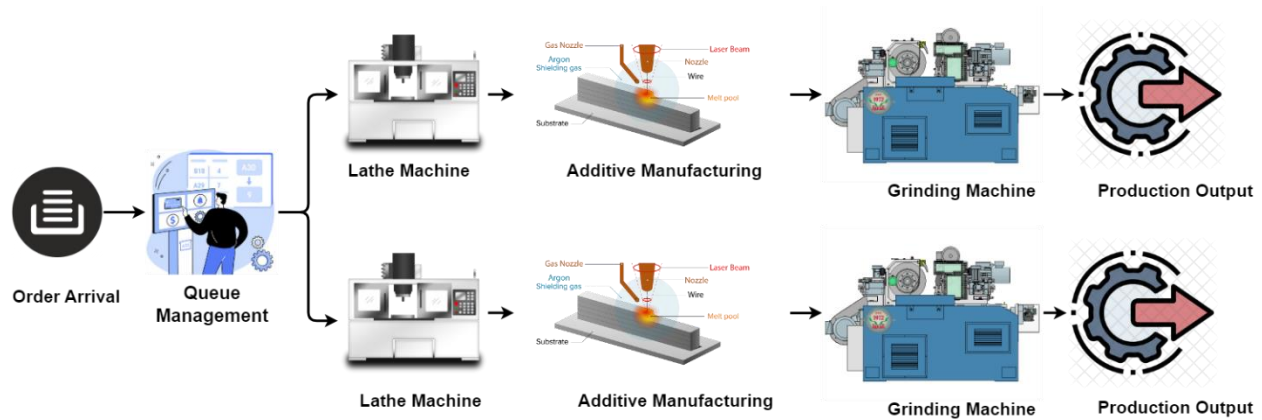 Gas Nozzle
Laser Beam
Argon
Shielding gas
Nozzle
Wire
Melt pool
Substrate
Lathe Machine
Additive Manufacturing
Grinding Machine
Production Output
Order Arrival
Queue
Management
Gas Nozzle
Laser Beam
Argon
Shielding gas
Nozzle
Wire
Melt pool
Substrate
Lathe Machine
Additive Manufacturing
Grinding Machine
Production Output